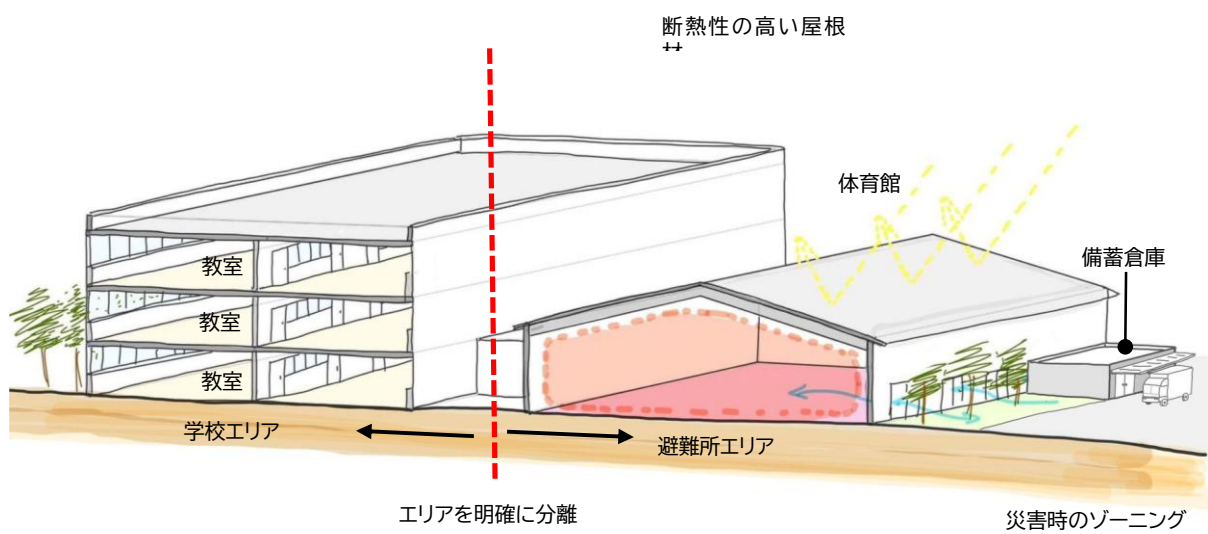 断熱性の高い屋根
体育館
備蓄倉庫
教室
教室
教室
学校エリア
避難所エリア
エリアを明確に分離
災害時のゾーニング